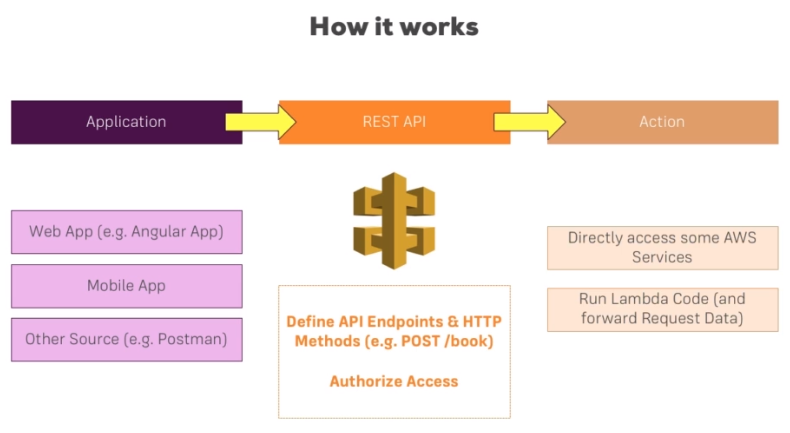 How it works
Application
REST API
Action
Web App (e.g. Angular App)
Mobile App
Other Source (e.g. Postman)
Define API Endpoints & HTTP
Methods (e.g. POST /book)
Authorize Access
Directly access some AWS
Services
Run Lambda Code (and
forward Request Data)